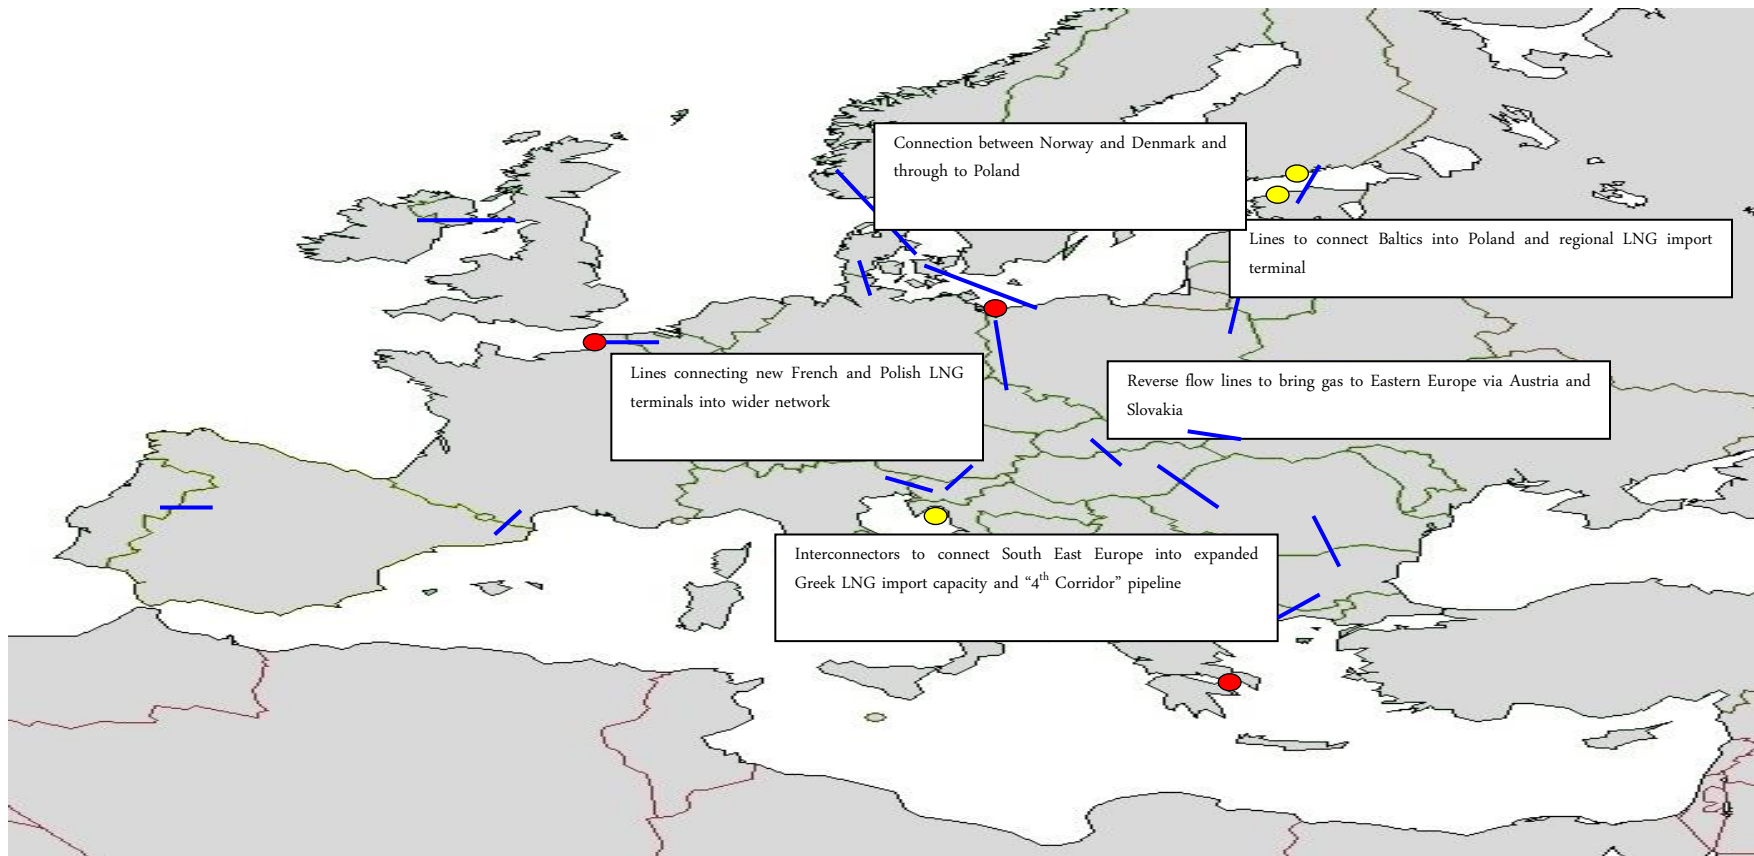 Connection between Norway and Denmark and
through to Poland
Lines to connect Baltics into Poland and regional LNG import
terminal
Lines connecting new French and Polish LNG
terminals into wider network
Reverse flow lines to bring gas to Eastern Europe via Austria and
Slovakia
Interconnectors to connect South East Europe into expanded
Greek LNG import capacity and “4th Corridor” pipeline